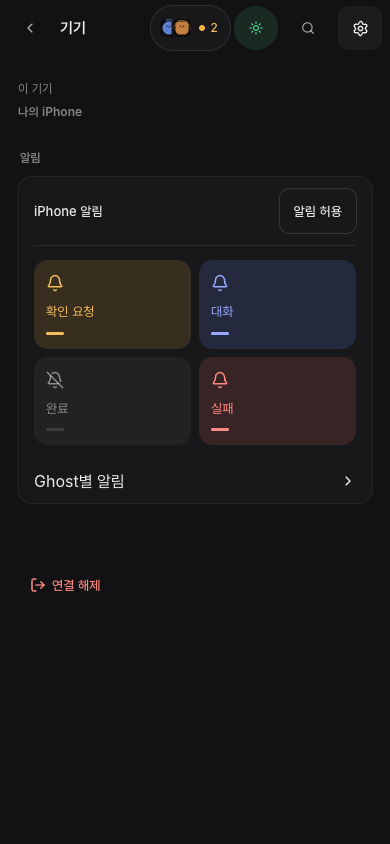 기기
2
이 기기
나의 iPhone
알림
iPhone 알림
알림 허용
확인 요청
대화
완료
실패
Ghost별 알림
연결 해제